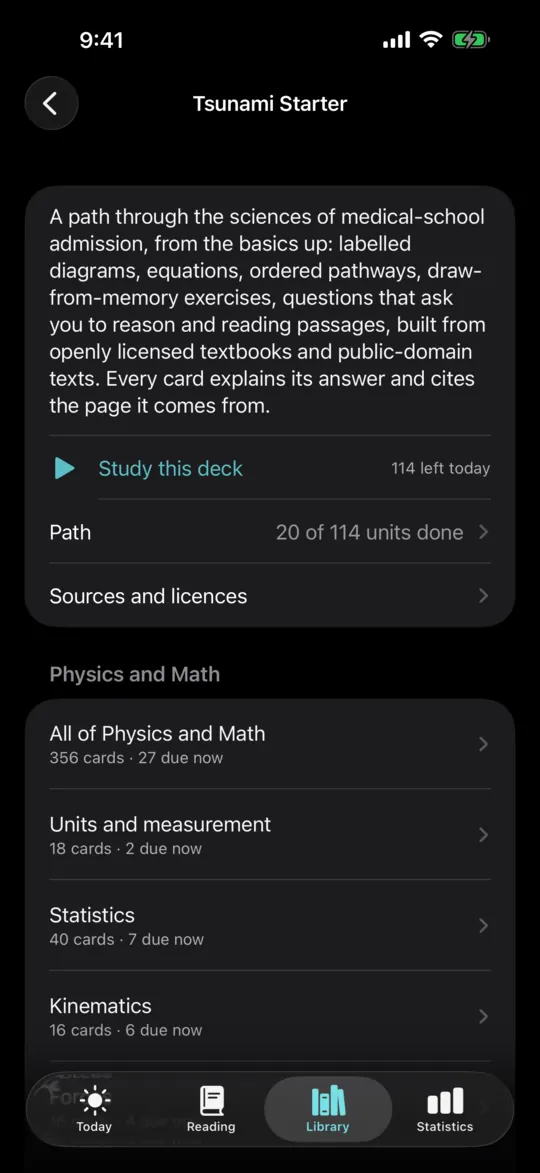 9:41
Tsunami Starter
A path through the sciences of medical-school
admission, from the basics up: labelled
diagrams, equations, ordered pathways, draw-
from-memory exercises, questions that ask
you to reason and reading passages, built from
openly licensed textbooks and public-domain
texts. Every card explains its answer and cites
the page it comes from.
Study this deck 114 left today
Path 20 of 114 units done
Sources and licences
Physics and Math
All of Physics and Math
356 cards · 27 due now
Units and measurement
18 cards · 2 due now
Statistics
40 cards · 7 due now
Kinematics
16 cards · 6 due now
Today Reading Library Statistics